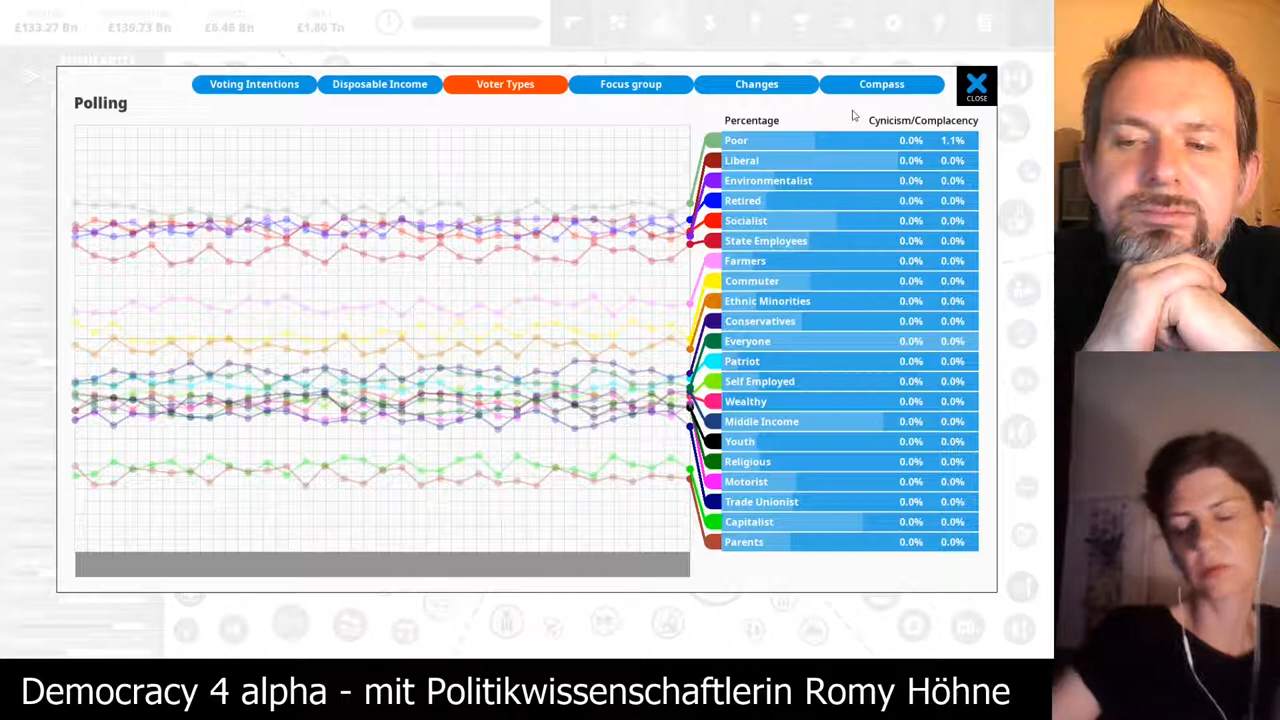 £133.27 Bn £139.73 Bn £6.46 Bn £1.80 Tn
Voting Intentions Disposable Income Voter Types Focus group Changes Compass
CLOSE
Polling
Percentage Cynicism/Complacency
Poor 0.0% 1.1%
Liberal 0.0% 0.0%
Environmentalist 0.0% 0.0%
Retired 0.0% 0.0%
Socialist 0.0% 0.0%
State Employees 0.0% 0.0%
Farmers 0.0% 0.0%
Commuter 0.0% 0.0%
Ethnic Minorities 0.0% 0.0%
Conservatives 0.0% 0.0%
Everyone 0.0% 0.0%
Patriot 0.0% 0.0%
Self Employed 0.0% 0.0%
Wealthy 0.0% 0.0%
Middle Income 0.0% 0.0%
Youth 0.0% 0.0%
Religious 0.0% 0.0%
Motorist 0.0% 0.0%
Trade Unionist 0.0% 0.0%
Capitalist 0.0% 0.0%
Parents 0.0% 0.0%
Democracy 4 alpha - mit Politikwissenschaftlerin Romy Höhne